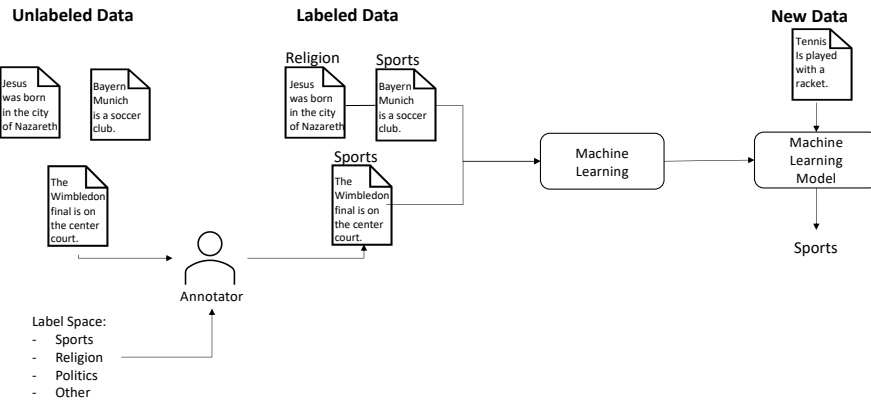 Unlabeled Data
Labeled Data
New Data
Jesus
was born
in the city
of Nazareth
Bayern
Munich
is a soccer
club.
The
Wimbledon
final is on
the center
court.
Religion
Jesus
was born
in the city
of Nazareth
Sports
Bayern
Munich
is a soccer
club.
Sports
The
Wimbledon
final is on
the center
court.
Annotator
Label Space:
- Sports
- Religion
- Politics
- Other
Machine
Learning
Tennis
Is played
with a
racket.
Machine
Learning
Model
Sports